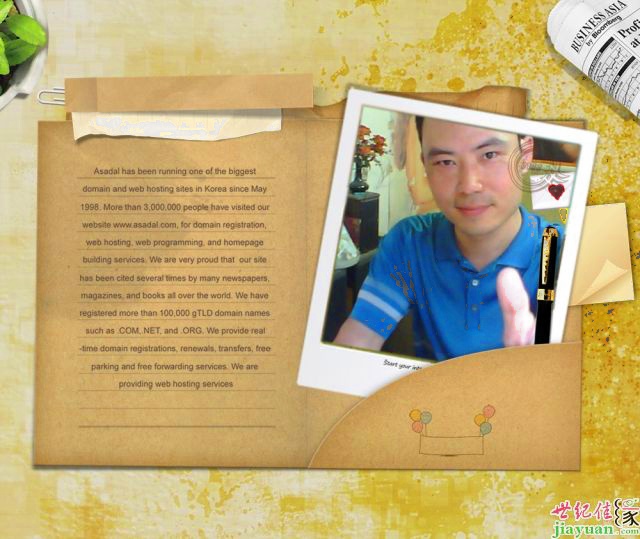 BUSINESS ASIA
by Bloomberg
Profi
at
Asadal has been running one of the biggest
domain and web hosting sites in Korea since May
1998. More than 3,000,000 people have visited our
website www.asadal.com, for domain registration,
web hosting, web programming, and homepage
building services. We are very proud that our site
has been cited several times by many newspapers,
magazines, and books all over the world. We have
registered more than 100,000 gTLD domain names
such as .COM, NET, and .ORG. We provide real
-time domain registrations, renewals, transfers, free
parking and free forwarding services. We are
providing web hosting services
Start your
世纪佳缘
jiayuan.com